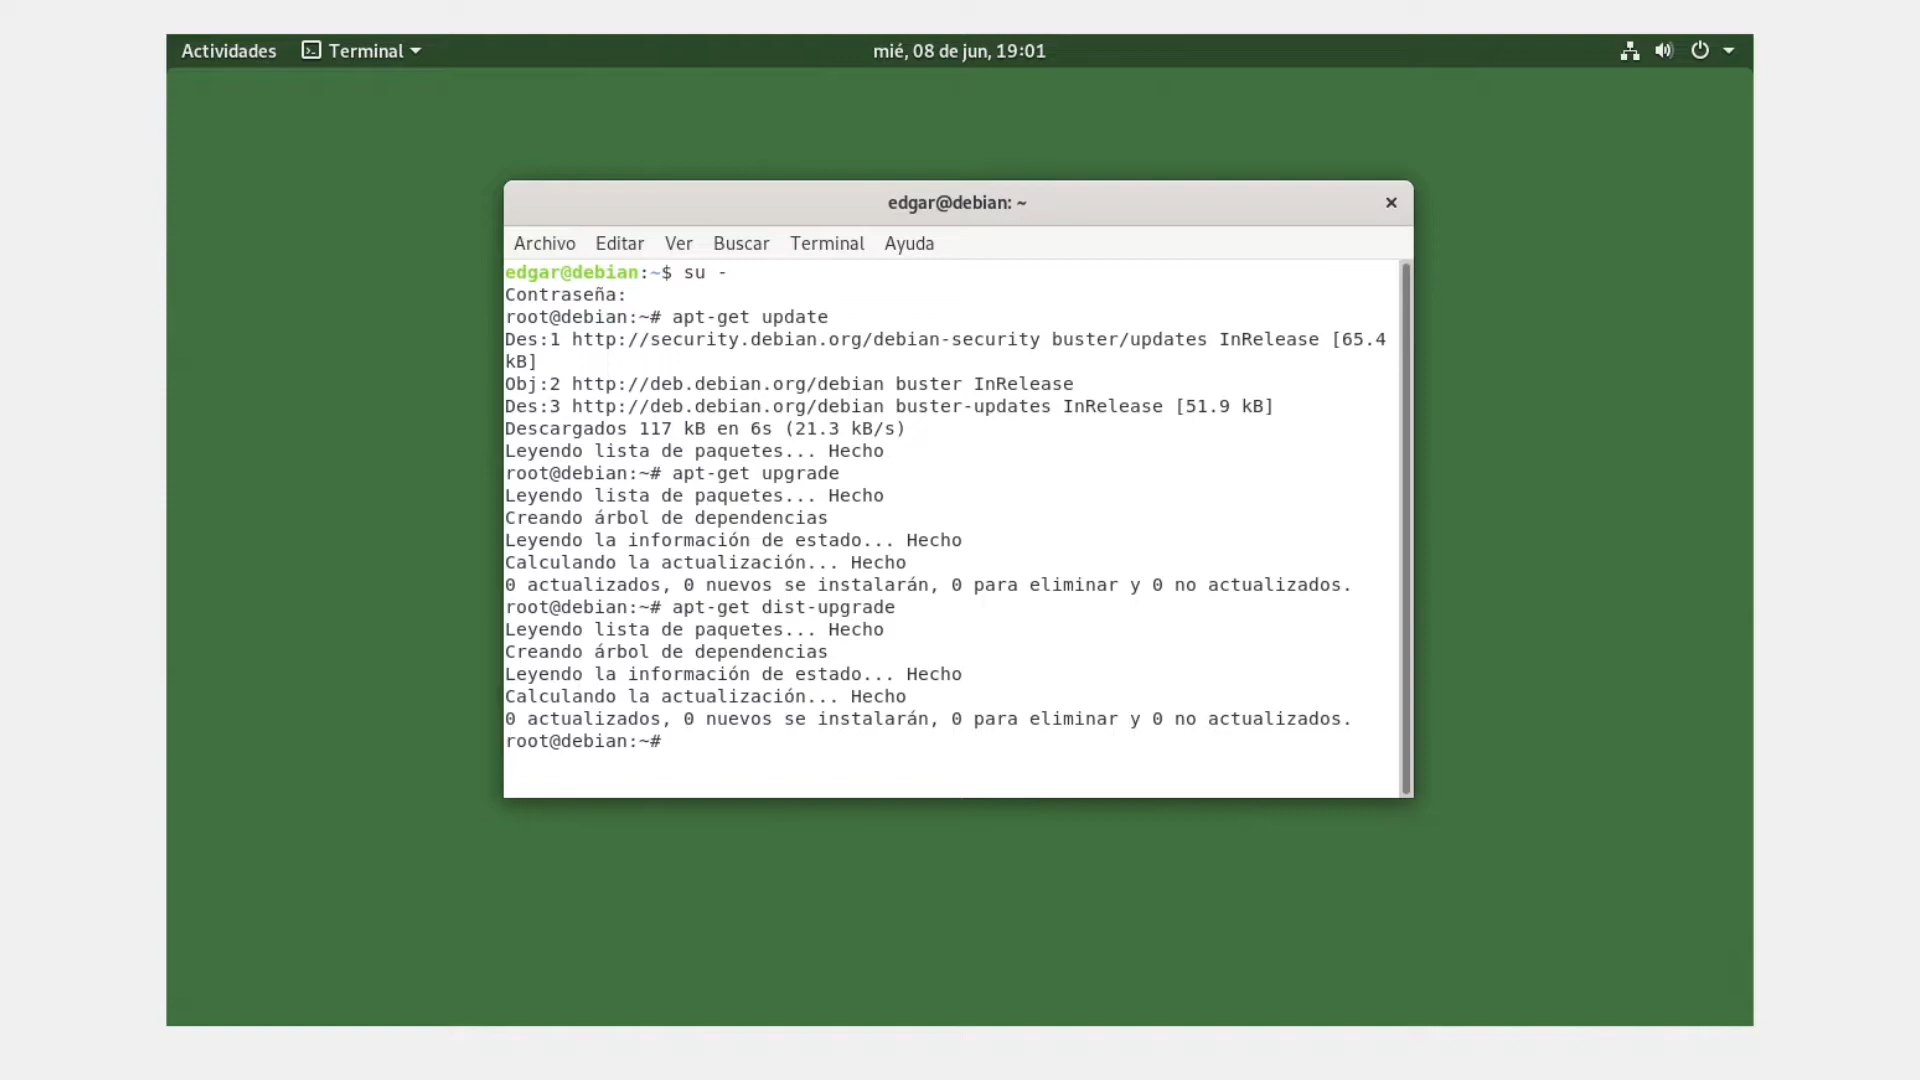 Actividades Terminal mié, 08 de jun, 19:01
edgar@debian: ~
Archivo Editar Ver Buscar Terminal Ayuda
edgar@debian:~$ su -
Contraseña:
root@debian:~# apt-get update
Des:1 http://security.debian.org/debian-security buster/updates InRelease [65.4
kB]
Obj:2 http://deb.debian.org/debian buster InRelease
Des:3 http://deb.debian.org/debian buster-updates InRelease [51.9 kB]
Descargados 117 kB en 6s (21.3 kB/s)
Leyendo lista de paquetes... Hecho
root@debian:~# apt-get upgrade
Leyendo lista de paquetes... Hecho
Creando árbol de dependencias
Leyendo la información de estado... Hecho
Calculando la actualización... Hecho
0 actualizados, 0 nuevos se instalarán, 0 para eliminar y 0 no actualizados.
root@debian:~# apt-get dist-upgrade
Leyendo lista de paquetes... Hecho
Creando árbol de dependencias
Leyendo la información de estado... Hecho
Calculando la actualización... Hecho
0 actualizados, 0 nuevos se instalarán, 0 para eliminar y 0 no actualizados.
root@debian:~#